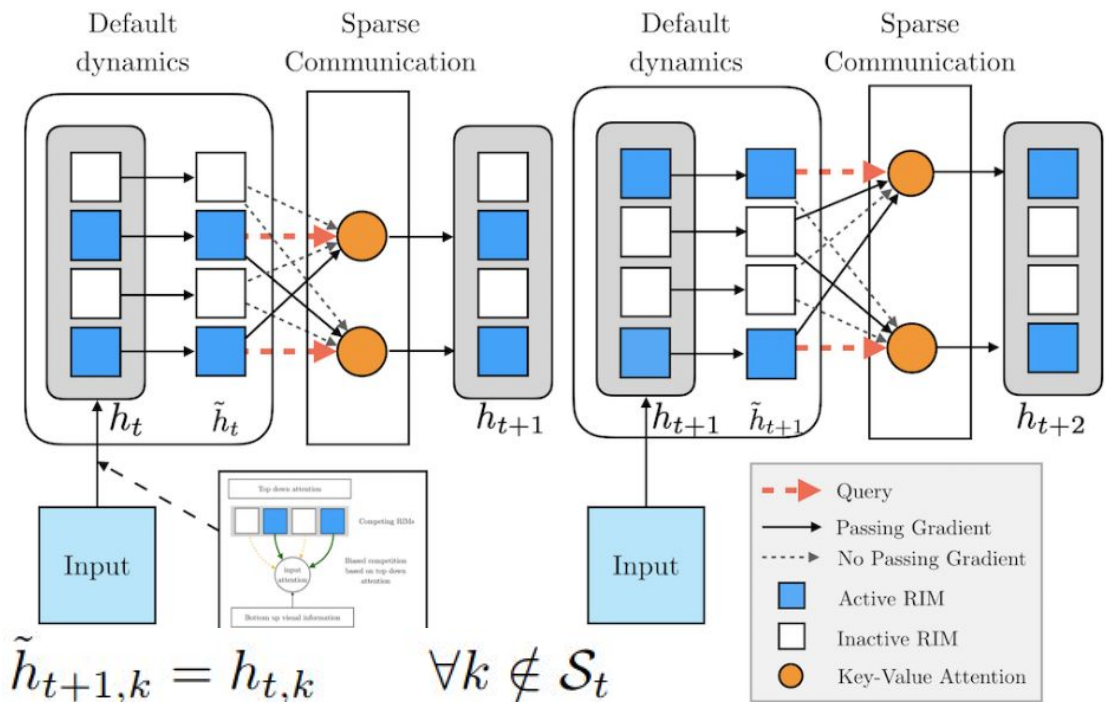 Default dynamics
Sparse Communication
Default dynamics
Sparse Communication
h_t
h̃_t
h_{t+1}
h_{t+1}
h̃_{t+1}
h_{t+2}
Input
Top down attention
Competing RIMs
input attention
Biased competition based on top down attention
Bottom up visual information
Input
Query
Passing Gradient
No Passing Gradient
Active RIM
Inactive RIM
Key-Value Attention
h̃_{t+1,k} = h_{t,k} ∀k ∉ S_t